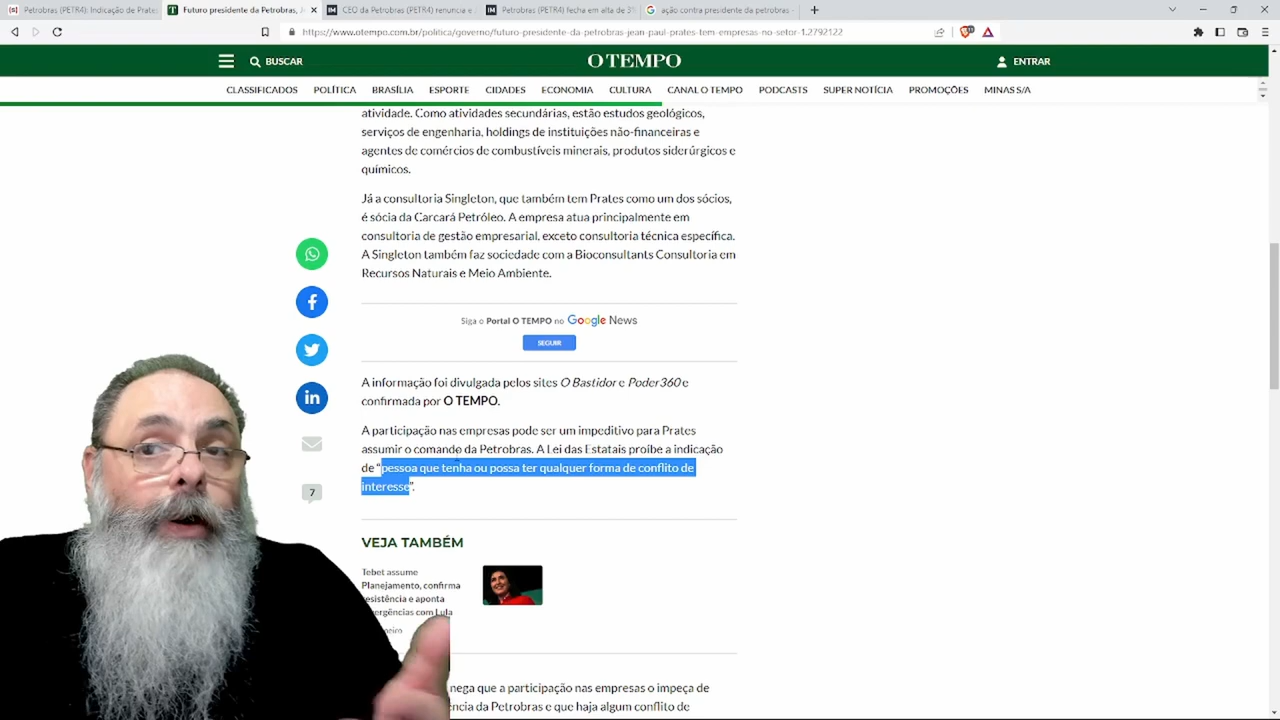 Petrobras (PETR4): Indicação de Prates
Futuro presidente da Petrobras, J
CEO da Petrobras (PETR4) renuncia e
Petrobras (PETR4) fecha em alta de 3%
ação contra presidente da petrobras -
https://www.otempo.com.br/politica/governo/futuro-presidente-da-petrobras-jean-paul-prates-tem-empresas-no-setor-1.2792122
BUSCAR
O TEMPO
ENTRAR
CLASSIFICADOS POLÍTICA BRASÍLIA ESPORTE CIDADES ECONOMIA CULTURA CANAL O TEMPO PODCASTS SUPER NOTÍCIA PROMOÇÕES MINAS S/A
atividade. Como atividades secundárias, estão estudos geológicos,
serviços de engenharia, holdings de instituições não-financeiras e
agentes de comércios de combustíveis minerais, produtos siderúrgicos e
químicos.
Já a consultoria Singleton, que também tem Prates como um dos sócios,
é sócia da Carcará Petróleo. A empresa atua principalmente em
consultoria de gestão empresarial, exceto consultoria técnica específica.
A Singleton também faz sociedade com a Bioconsultants Consultoria em
Recursos Naturais e Meio Ambiente.
Siga o Portal O TEMPO no Google News
SEGUIR
A informação foi divulgada pelos sites O Bastidor e Poder360 e
confirmada por O TEMPO.
A participação nas empresas pode ser um impeditivo para Prates
assumir o comando da Petrobras. A Lei das Estatais proíbe a indicação
de “pessoa que tenha ou possa ter qualquer forma de conflito de
interesse”.
7
VEJA TAMBÉM
Tebet assume
Planejamento, confirma
esistência e aponta
ergências com Lula
neiro
nega que a participação nas empresas o impeça de
ência da Petrobras e que haja algum conflito de